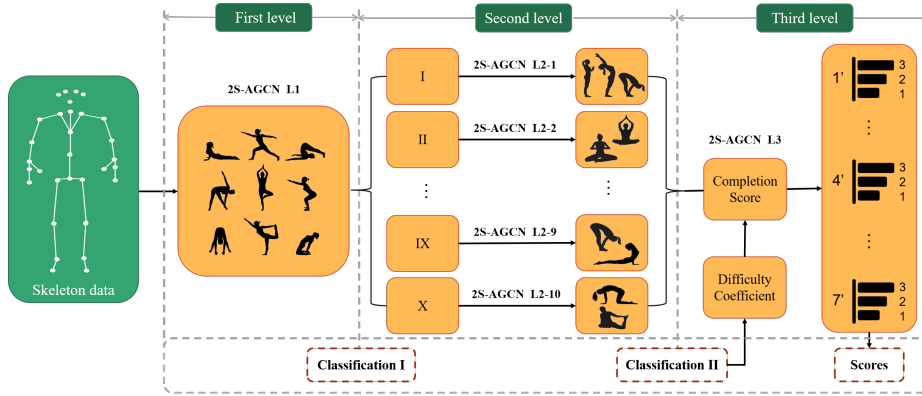 First level
Second level
Third level
2S-AGCN L1
Skeleton data
I
2S-AGCN L2-1
II
2S-AGCN L2-2
⋮
⋮
IX
2S-AGCN L2-9
X
2S-AGCN L2-10
2S-AGCN L3
Completion
Score
Difficulty
Coefficient
1’
3
2
1
⋮
4’
3
2
1
⋮
7’
3
2
1
Classification I
Classification II
Scores